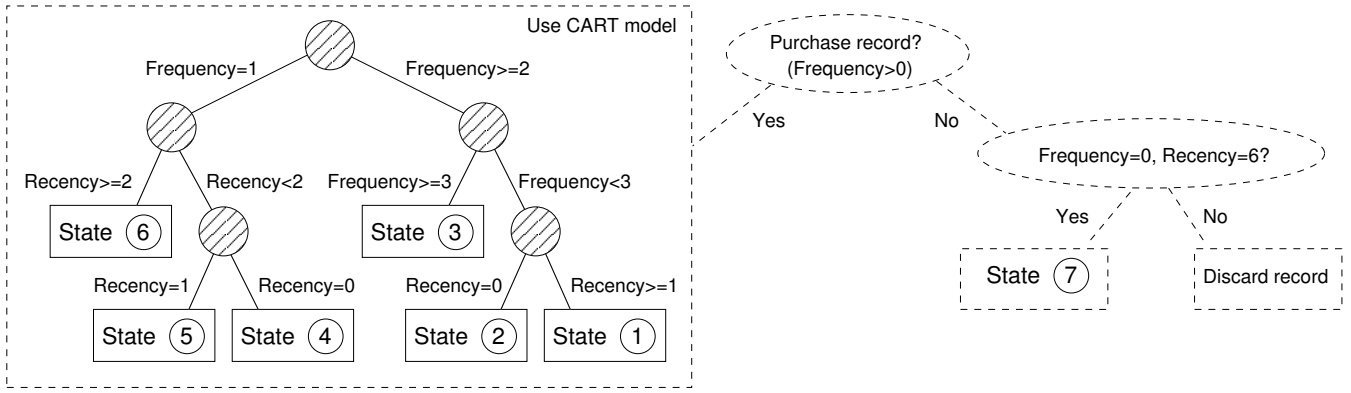 Use CART model
Purchase record?
(Frequency>0)
Frequency=1
Frequency>=2
Yes
No
Frequency=0, Recency=6?
Recency>=2
Recency<2
Frequency>=3
Frequency<3
Yes
No
State 6
State 3
State 7
Discard record
Recency=1
Recency=0
Recency=0
Recency>=1
State 5
State 4
State 2
State 1